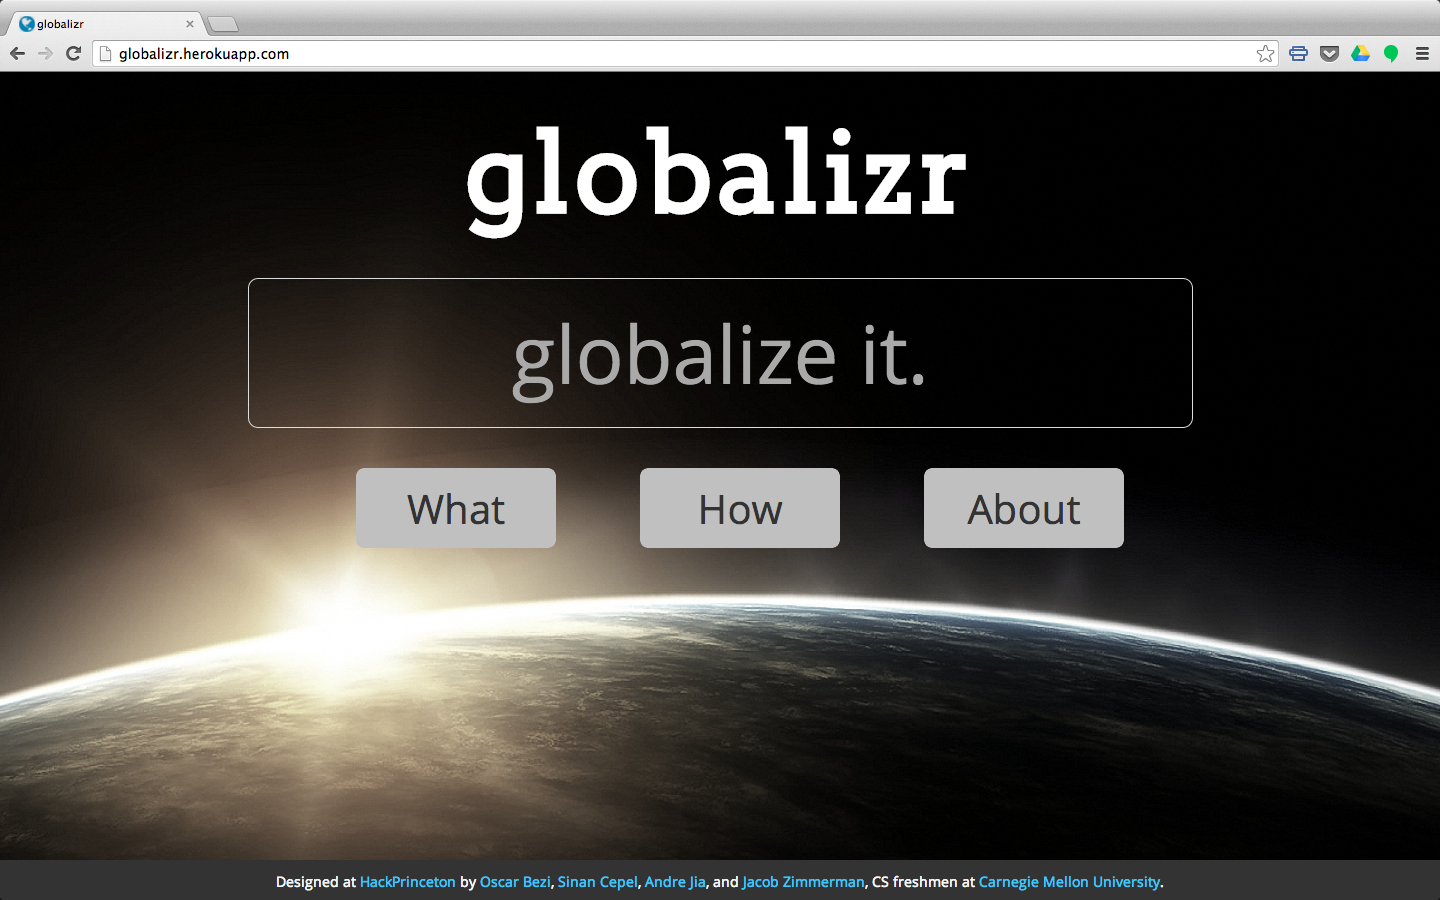 globalizr
globalizr.herokuapp.com
globalizr
globalize it.
What
How
About
Designed at HackPrinceton by Oscar Bezi, Sinan Cepel, Andre Jia, and Jacob Zimmerman, CS freshmen at Carnegie Mellon University.